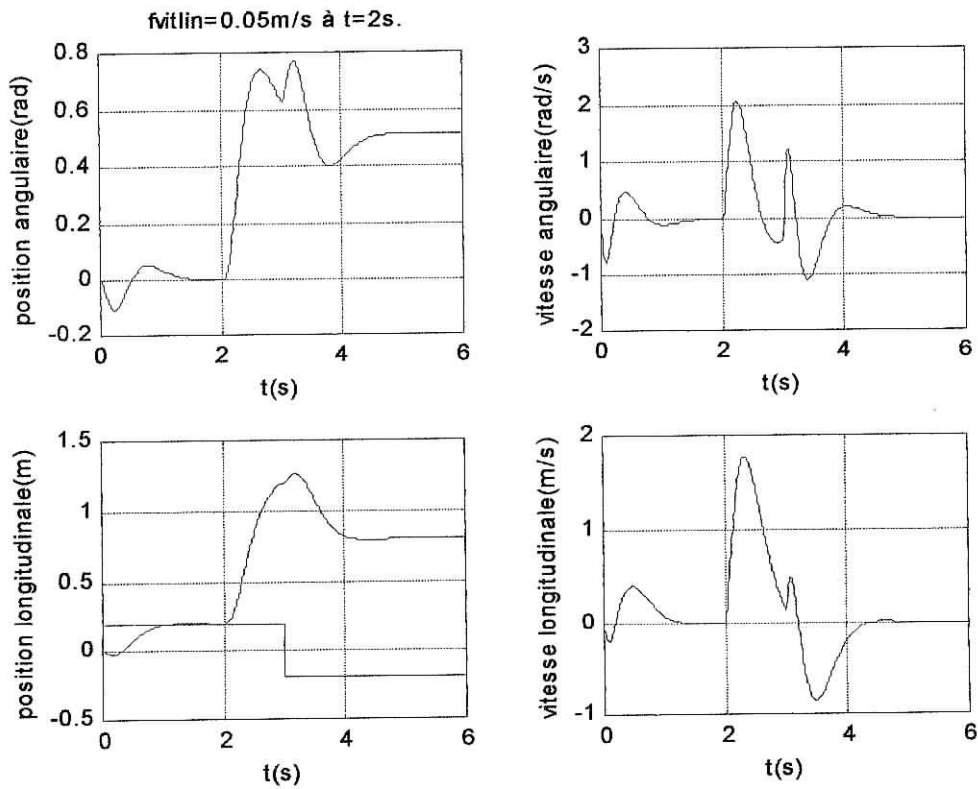 fvitlin=0.05m/s à t=2s.
position angulaire(rad)
0.8
0.6
0.4
0.2
0
-0.2
0 2 4 6
t(s)
vitesse angulaire(rad/s)
3
2
1
0
-1
-2
0 2 4 6
t(s)
position longitudinale(m)
1.5
1
0.5
0
-0.5
0 2 4 6
t(s)
vitesse longitudinale(m/s)
2
1
0
-1
0 2 4 6
t(s)